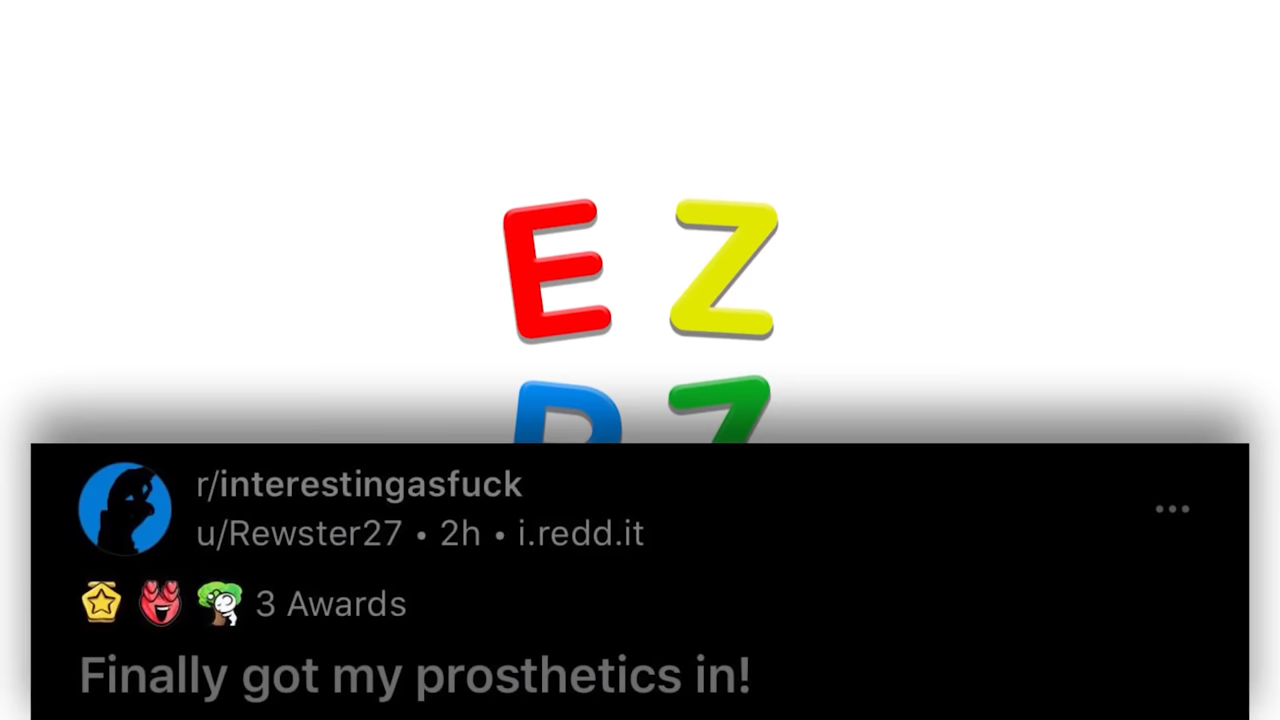 E Z
P Z
r/interestingasfuck
u/Rewster27 • 2h • i.redd.it
3 Awards
Finally got my prosthetics in!